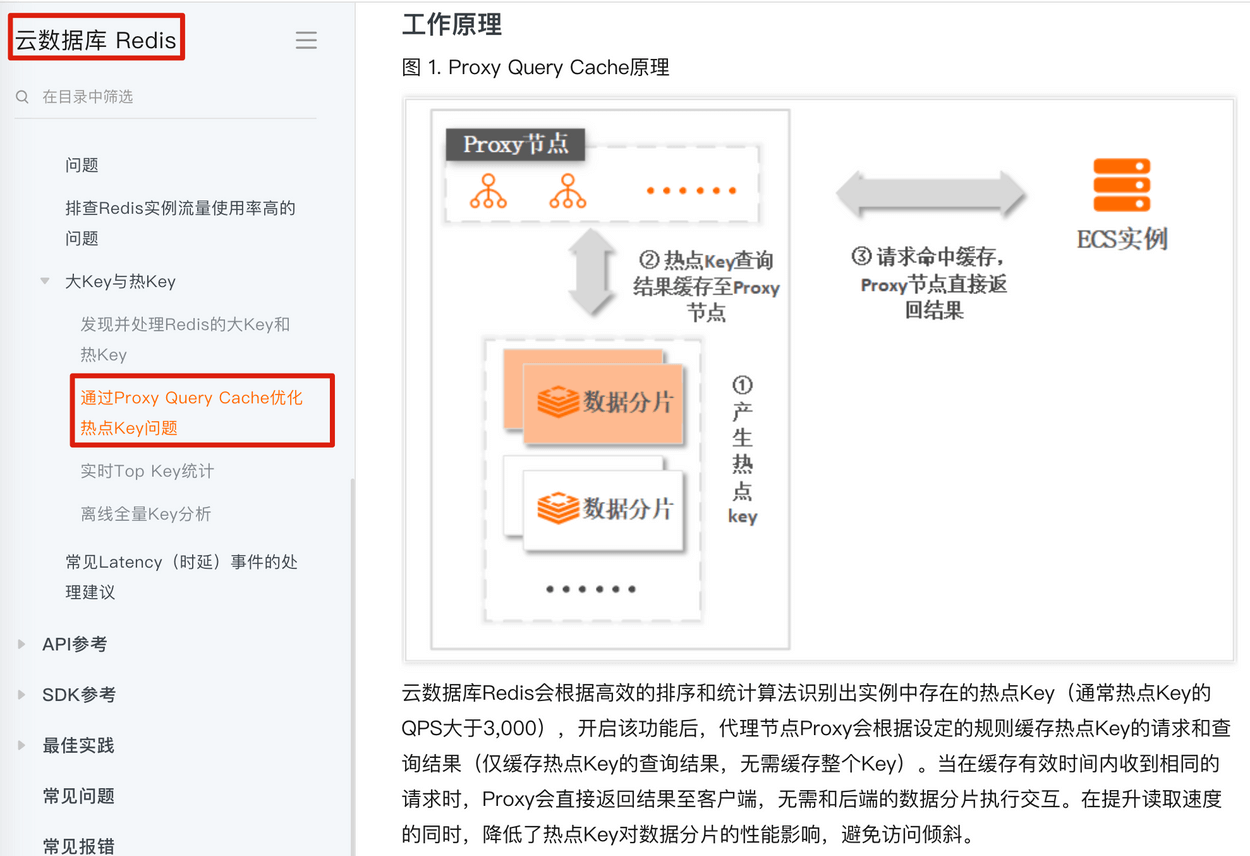 云数据库 Redis
在目录中筛选
问题
排查Redis实例流量使用率高的
问题
大Key与热Key
发现并处理Redis的大Key和
热Key
通过Proxy Query Cache优化
热点Key问题
实时Top Key统计
离线全量Key分析
常见Latency（时延）事件的处
理建议
API参考
SDK参考
最佳实践
常见问题
常见报错
工作原理
图 1. Proxy Query Cache原理
Proxy节点
② 热点Key查询
结果缓存至Proxy
节点
③ 请求命中缓存，
Proxy节点直接返
回结果
ECS实例
数据分片
数据分片
①
产
生
热
点
key
云数据库Redis会根据高效的排序和统计算法识别出实例中存在的热点Key（通常热点Key的
QPS大于3,000），开启该功能后，代理节点Proxy会根据设定的规则缓存热点Key的请求和查
询结果（仅缓存热点Key的查询结果，无需缓存整个Key）。当在缓存有效时间内收到相同的
请求时，Proxy会直接返回结果至客户端，无需和后端的数据分片执行交互。在提升读取速度
的同时，降低了热点Key对数据分片的性能影响，避免访问倾斜。